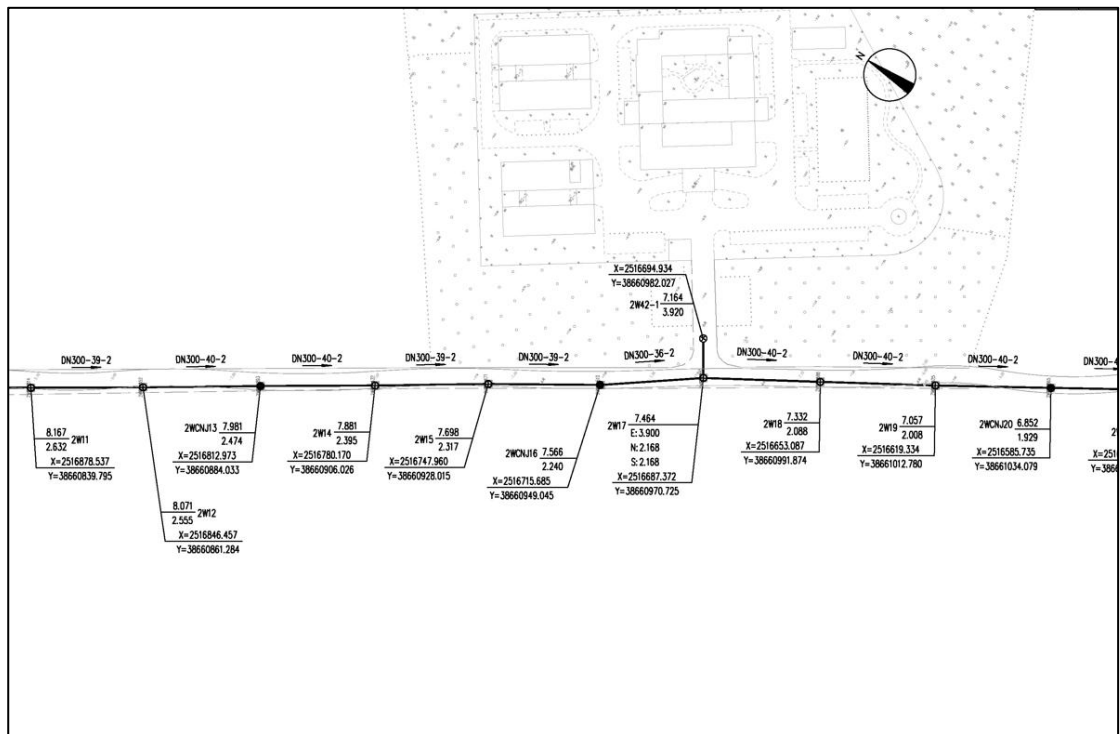 N
X=2516694.934
Y=38660982.027
2W42-1 7.164
3.920
DN300-39-2
DN300-40-2
DN300-40-2
DN300-39-2
DN300-39-2
DN300-36-2
DN300-40-2
DN300-40-2
DN300-40-2
DN300-4
8.167 2W11
2.632
X=2516878.537
Y=38660839.795
8.071 2W12
2.555
X=2516846.457
Y=38660861.284
2WCNJ13 7.981
2.474
X=2516812.973
Y=38660884.033
2W14 7.881
2.395
X=2516780.170
Y=38660906.026
2W15 7.698
2.317
X=2516747.960
Y=38660928.015
2WCNJ16 7.566
2.240
X=2516715.685
Y=38660949.045
2W17 7.464
E:3.900
N:2.168
S:2.168
X=2516687.372
Y=38660970.725
2W18 7.332
2.088
X=2516653.087
Y=38660991.874
2W19 7.057
2.008
X=2516619.334
Y=38661012.780
2WCNJ20 6.852
1.929
X=2516585.735
Y=38661034.079
X=2516
Y=3866